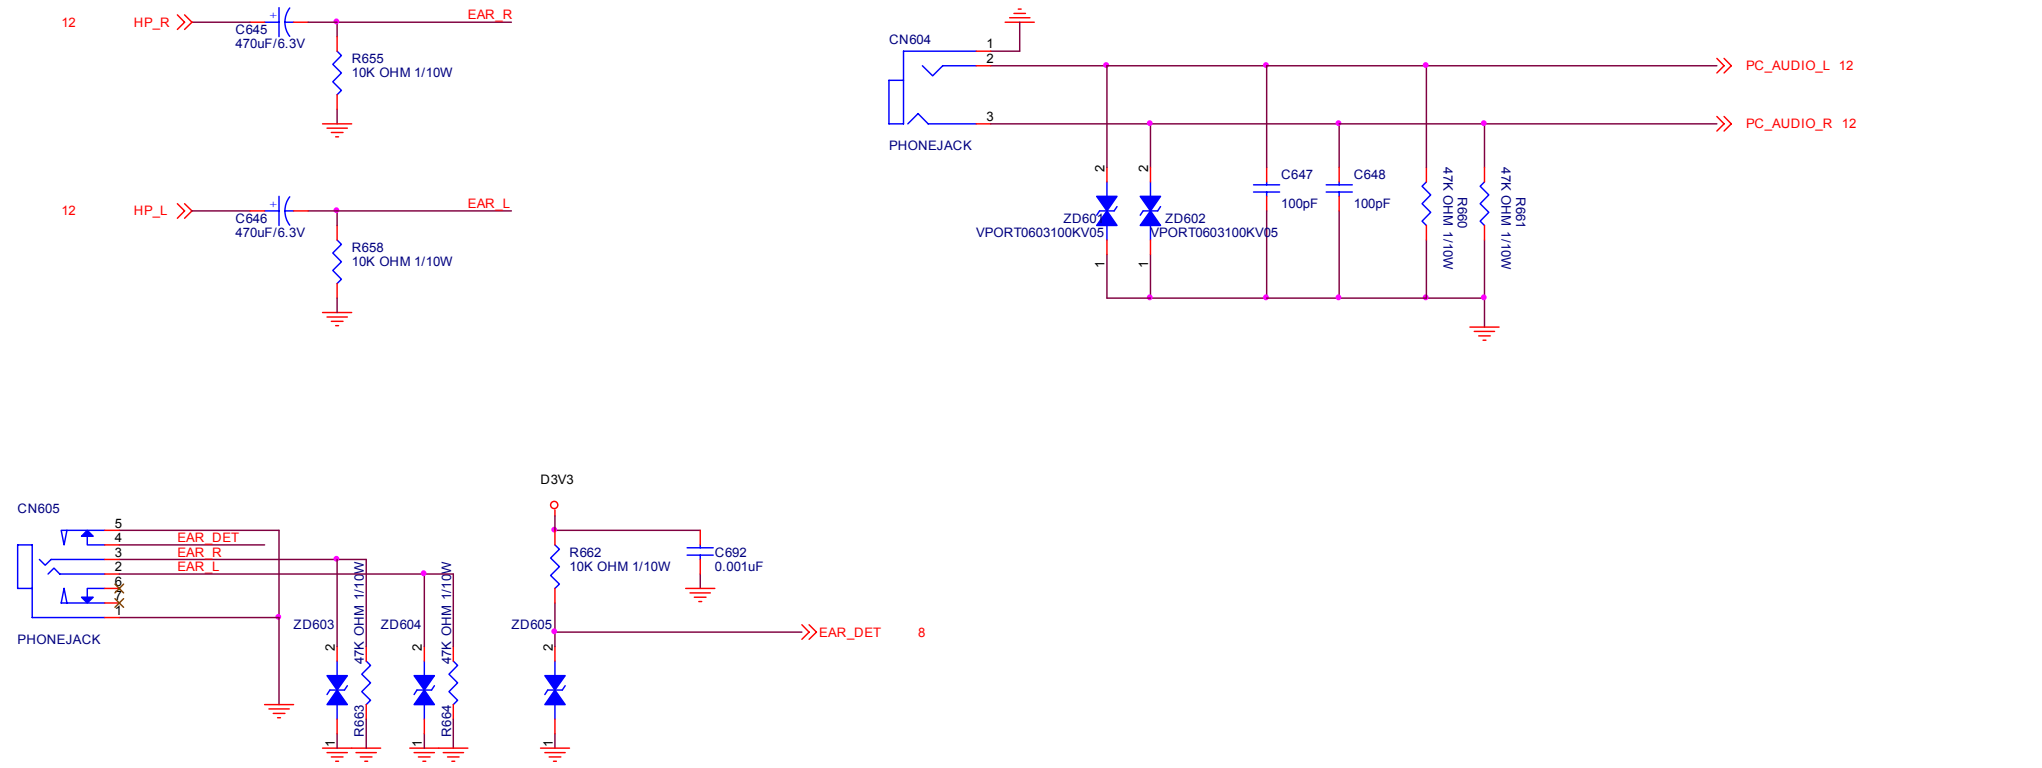 12 HP_R + EAR_R
C645
470uF/6.3V
R655
10K OHM 1/10W
12 HP_L + EAR_L
C646
470uF/6.3V
R658
10K OHM 1/10W
CN604
1
2
PC_AUDIO_L 12
3
PC_AUDIO_R 12
PHONEJACK
2 2
C647 C648
100pF 100pF
47K OHM 1/10W
R660
47K OHM 1/10W
R661
ZD601 ZD602
VPORT0603100KV05 VPORT0603100KV05
1 1
D3V3
CN605
5
4 EAR_DET
3 EAR_R
2 EAR_L
6
7
1
PHONEJACK
R662
10K OHM 1/10W
C692
0.001uF
ZD603 ZD604 ZD605
47K OHM 1/10W
R663
47K OHM 1/10W
R664
EAR_DET 8
2 2 2
1 1 1